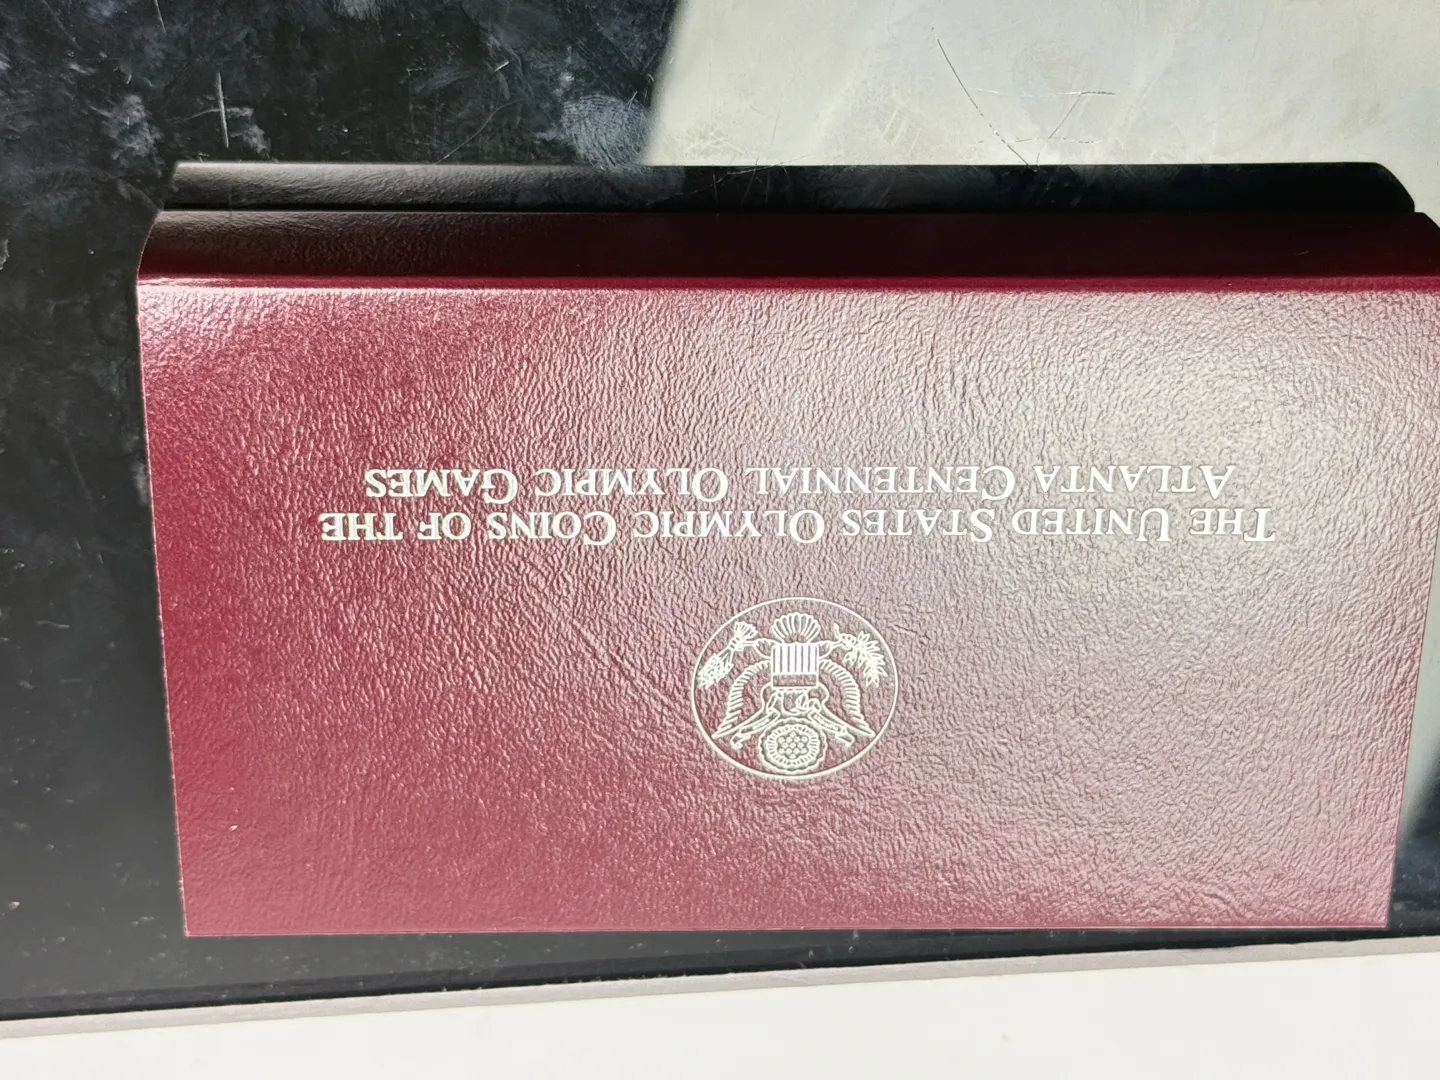 THE UNITED STATES OLYMPIC COINS OF THE
ATLANTA CENTENNIAL OLYMPIC GAMES